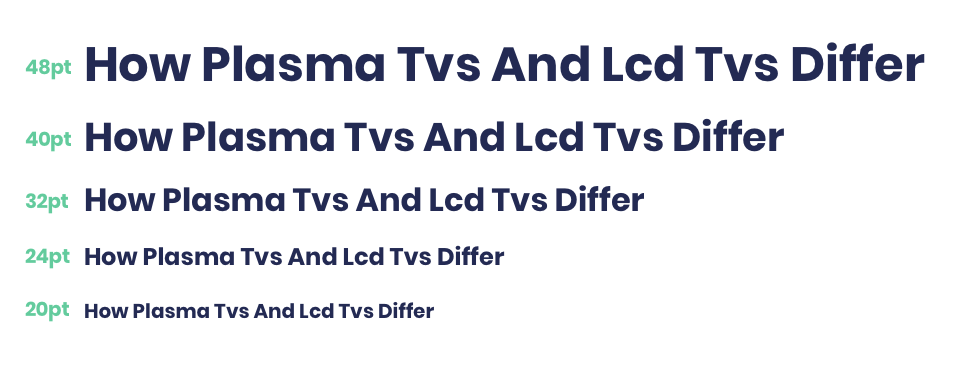 48pt How Plasma Tvs And Lcd Tvs Differ
40pt How Plasma Tvs And Lcd Tvs Differ
32pt How Plasma Tvs And Lcd Tvs Differ
24pt How Plasma Tvs And Lcd Tvs Differ
20pt How Plasma Tvs And Lcd Tvs Differ